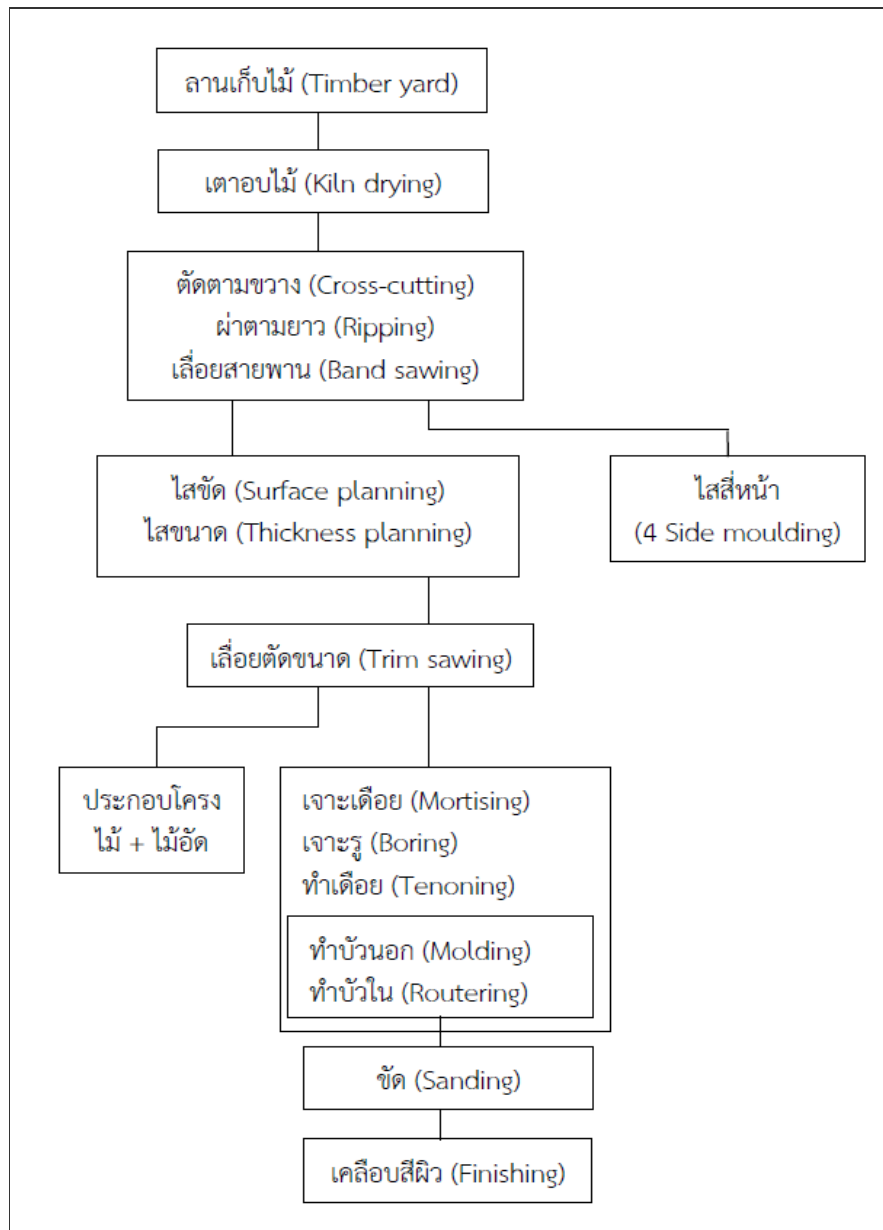 ลานเก็บไม้ (Timber yard)
เตาอบไม้ (Kiln drying)
ตัดตามขวาง (Cross-cutting)
ผ่าตามยาว (Ripping)
เลื่อยสายพาน (Band sawing)
ไสขัด (Surface planning)
ไสขนาด (Thickness planning)
ไสสี่หน้า
(4 Side moulding)
เลื่อยตัดขนาด (Trim sawing)
ประกอบโครง
ไม้ + ไม้อัด
เจาะเดือย (Mortising)
เจาะรู (Boring)
ทำเดือย (Tenoning)
ทำบัวนอก (Molding)
ทำบัวใน (Routering)
ขัด (Sanding)
เคลือบสีผิว (Finishing)